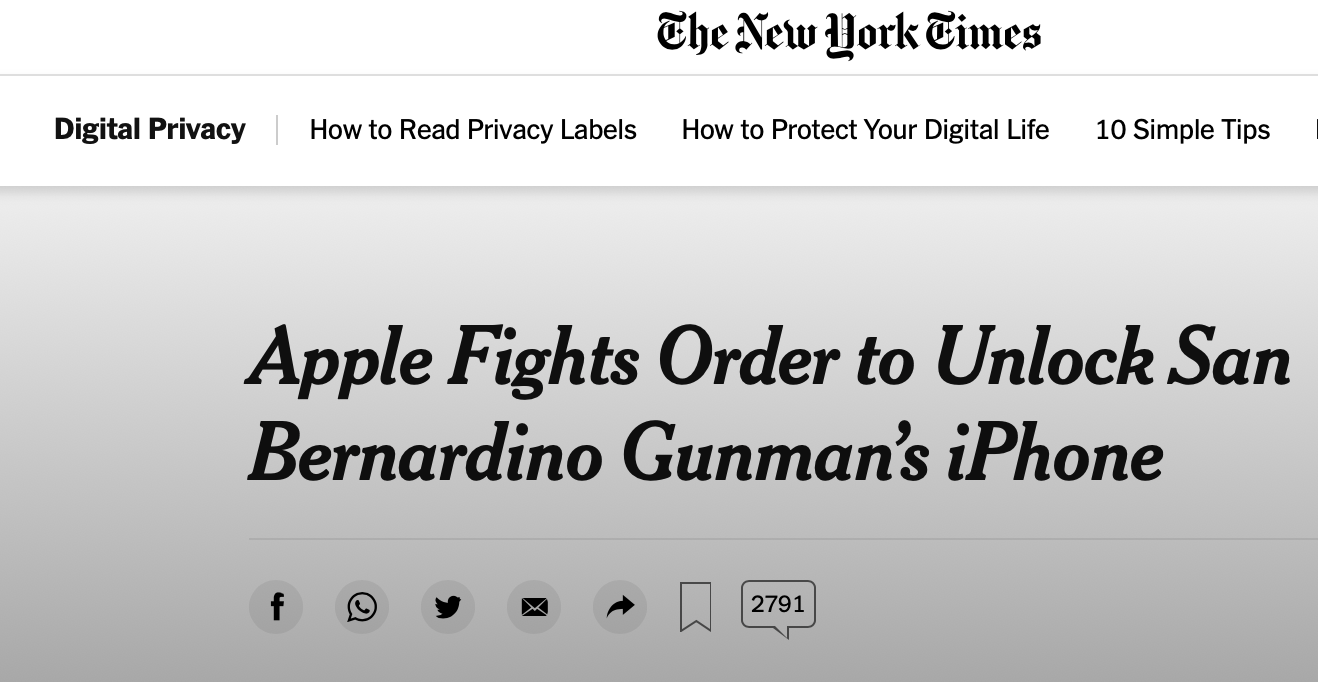 The New York Times
Digital Privacy How to Read Privacy Labels How to Protect Your Digital Life 10 Simple Tips
Apple Fights Order to Unlock San
Bernardino Gunman’s iPhone
2791